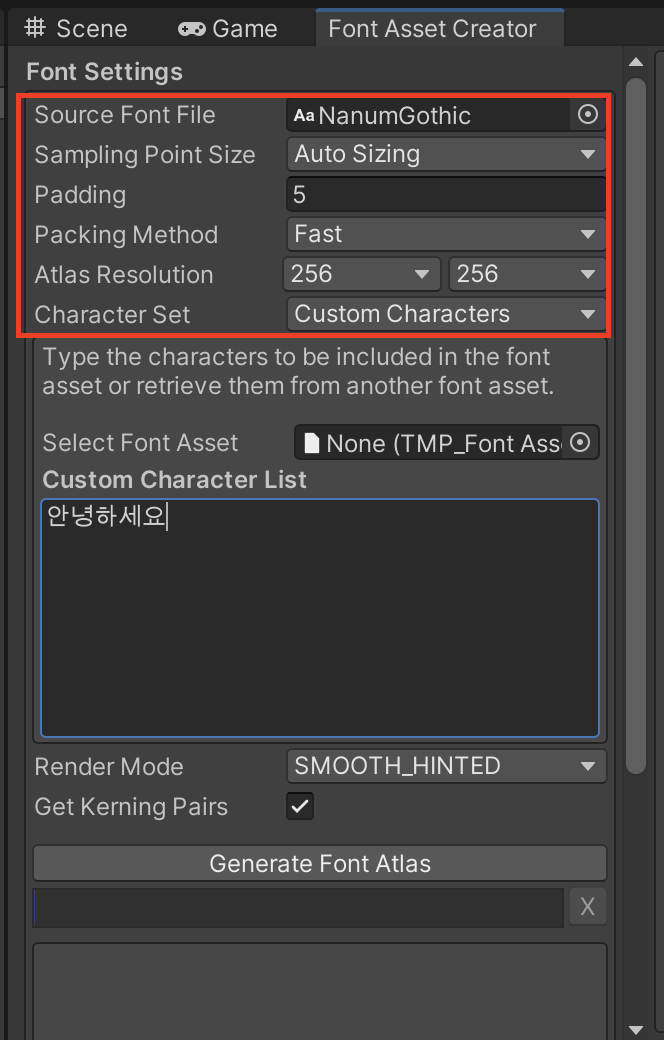 Scene Game Font Asset Creator
Font Settings
Source Font File Aa NanumGothic
Sampling Point Size Auto Sizing
Padding 5
Packing Method Fast
Atlas Resolution 256 256
Character Set Custom Characters
Type the characters to be included in the font
asset or retrieve them from another font asset.
Select Font Asset None (TMP_Font Ass
Custom Character List
안녕하세요
Render Mode SMOOTH_HINTED
Get Kerning Pairs
Generate Font Atlas
X